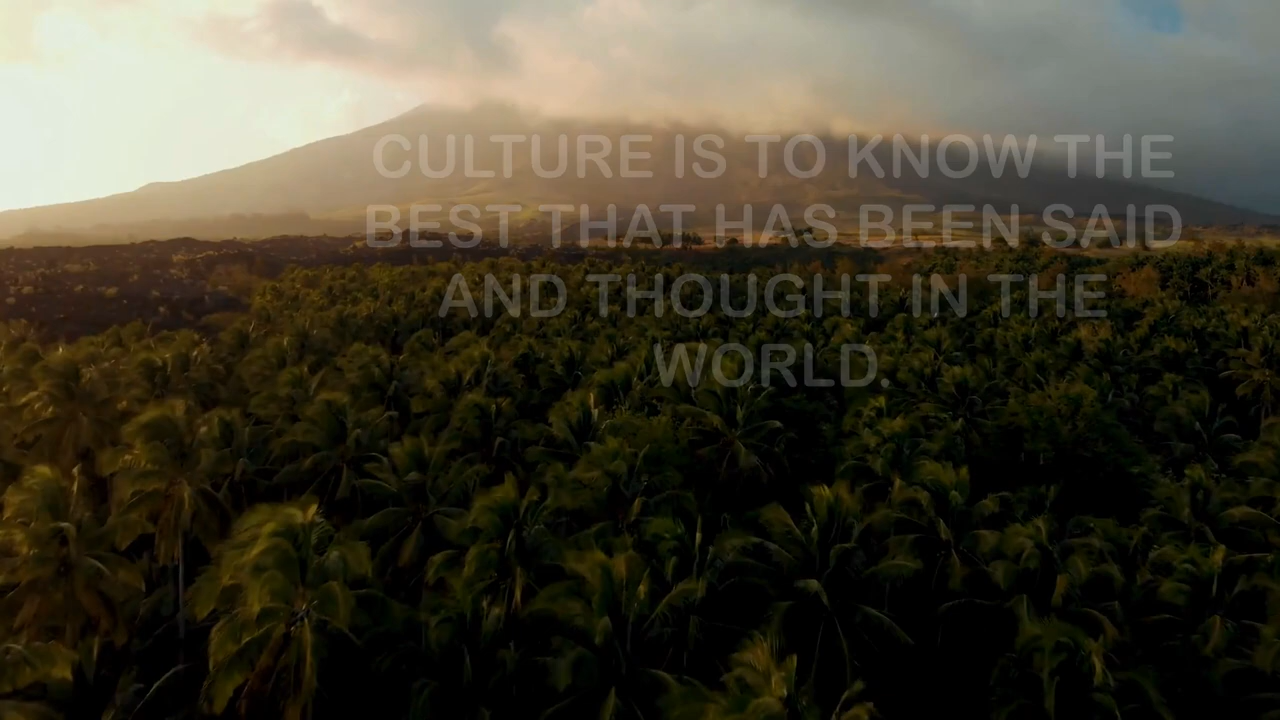 CULTURE IS TO KNOW THE
BEST THAT HAS BEEN SAID
AND THOUGHT IN THE
WORLD.